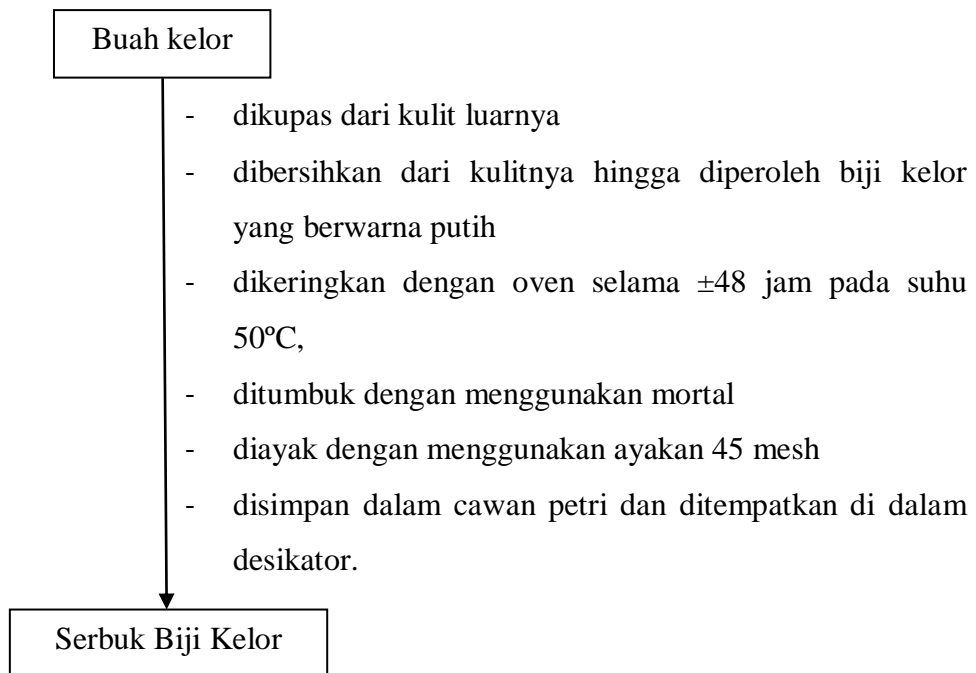 Buah kelor
- dikupas dari kulit luarnya
- dibersihkan dari kulitnya hingga diperoleh biji kelor
yang berwarna putih
- dikeringkan dengan oven selama ±48 jam pada suhu
50ºC,
- ditumbuk dengan menggunakan mortal
- diayak dengan menggunakan ayakan 45 mesh
- disimpan dalam cawan petri dan ditempatkan di dalam
desikator.
Serbuk Biji Kelor